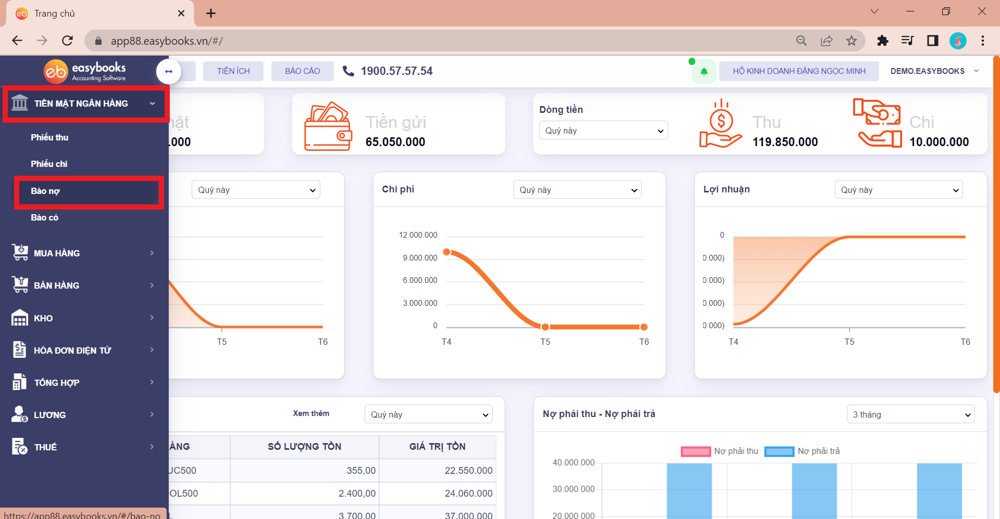 Trang chủ
app88.easybooks.vn/#/
eb easybooks
Accounting Software
TIỆN ÍCH
BÁO CÁO
1900.57.57.54
HỘ KINH DOANH ĐẶNG NGỌC MINH
DEMO.EASYBOOKS
TIỀN MẶT NGÂN HÀNG
Phiếu thu
Phiếu chi
Báo nợ
Báo có
MUA HÀNG
BÁN HÀNG
KHO
HÓA ĐƠN ĐIỆN TỬ
TỔNG HỢP
LƯƠNG
THUẾ
https://app88.easybooks.vn/#/bao-no
.000
Tiền gửi
65.050.000
Dòng tiền
Quý này
Thu
119.850.000
Chi
10.000.000
Quý này
T5
T6
Chi phí
Quý này
12.000.000
9.000.000
6.000.000
3.000.000
0
T4
T5
T6
Lợi nhuận
Quý này
0
0.000)
0.000)
0.000)
0.000)
T4
T5
T6
Xem thêm
Quý này
ÀNG
SỐ LƯỢNG TỒN
GIÁ TRỊ TỒN
UC500
355,00
22.550.000
OL500
2.400,00
24.060.000
L
3.700,00
37.000.000
Nợ phải thu - Nợ phải trả
3 tháng
Nợ phải thu
Nợ phải trả
40.000.000
30.000.000
20.000.000